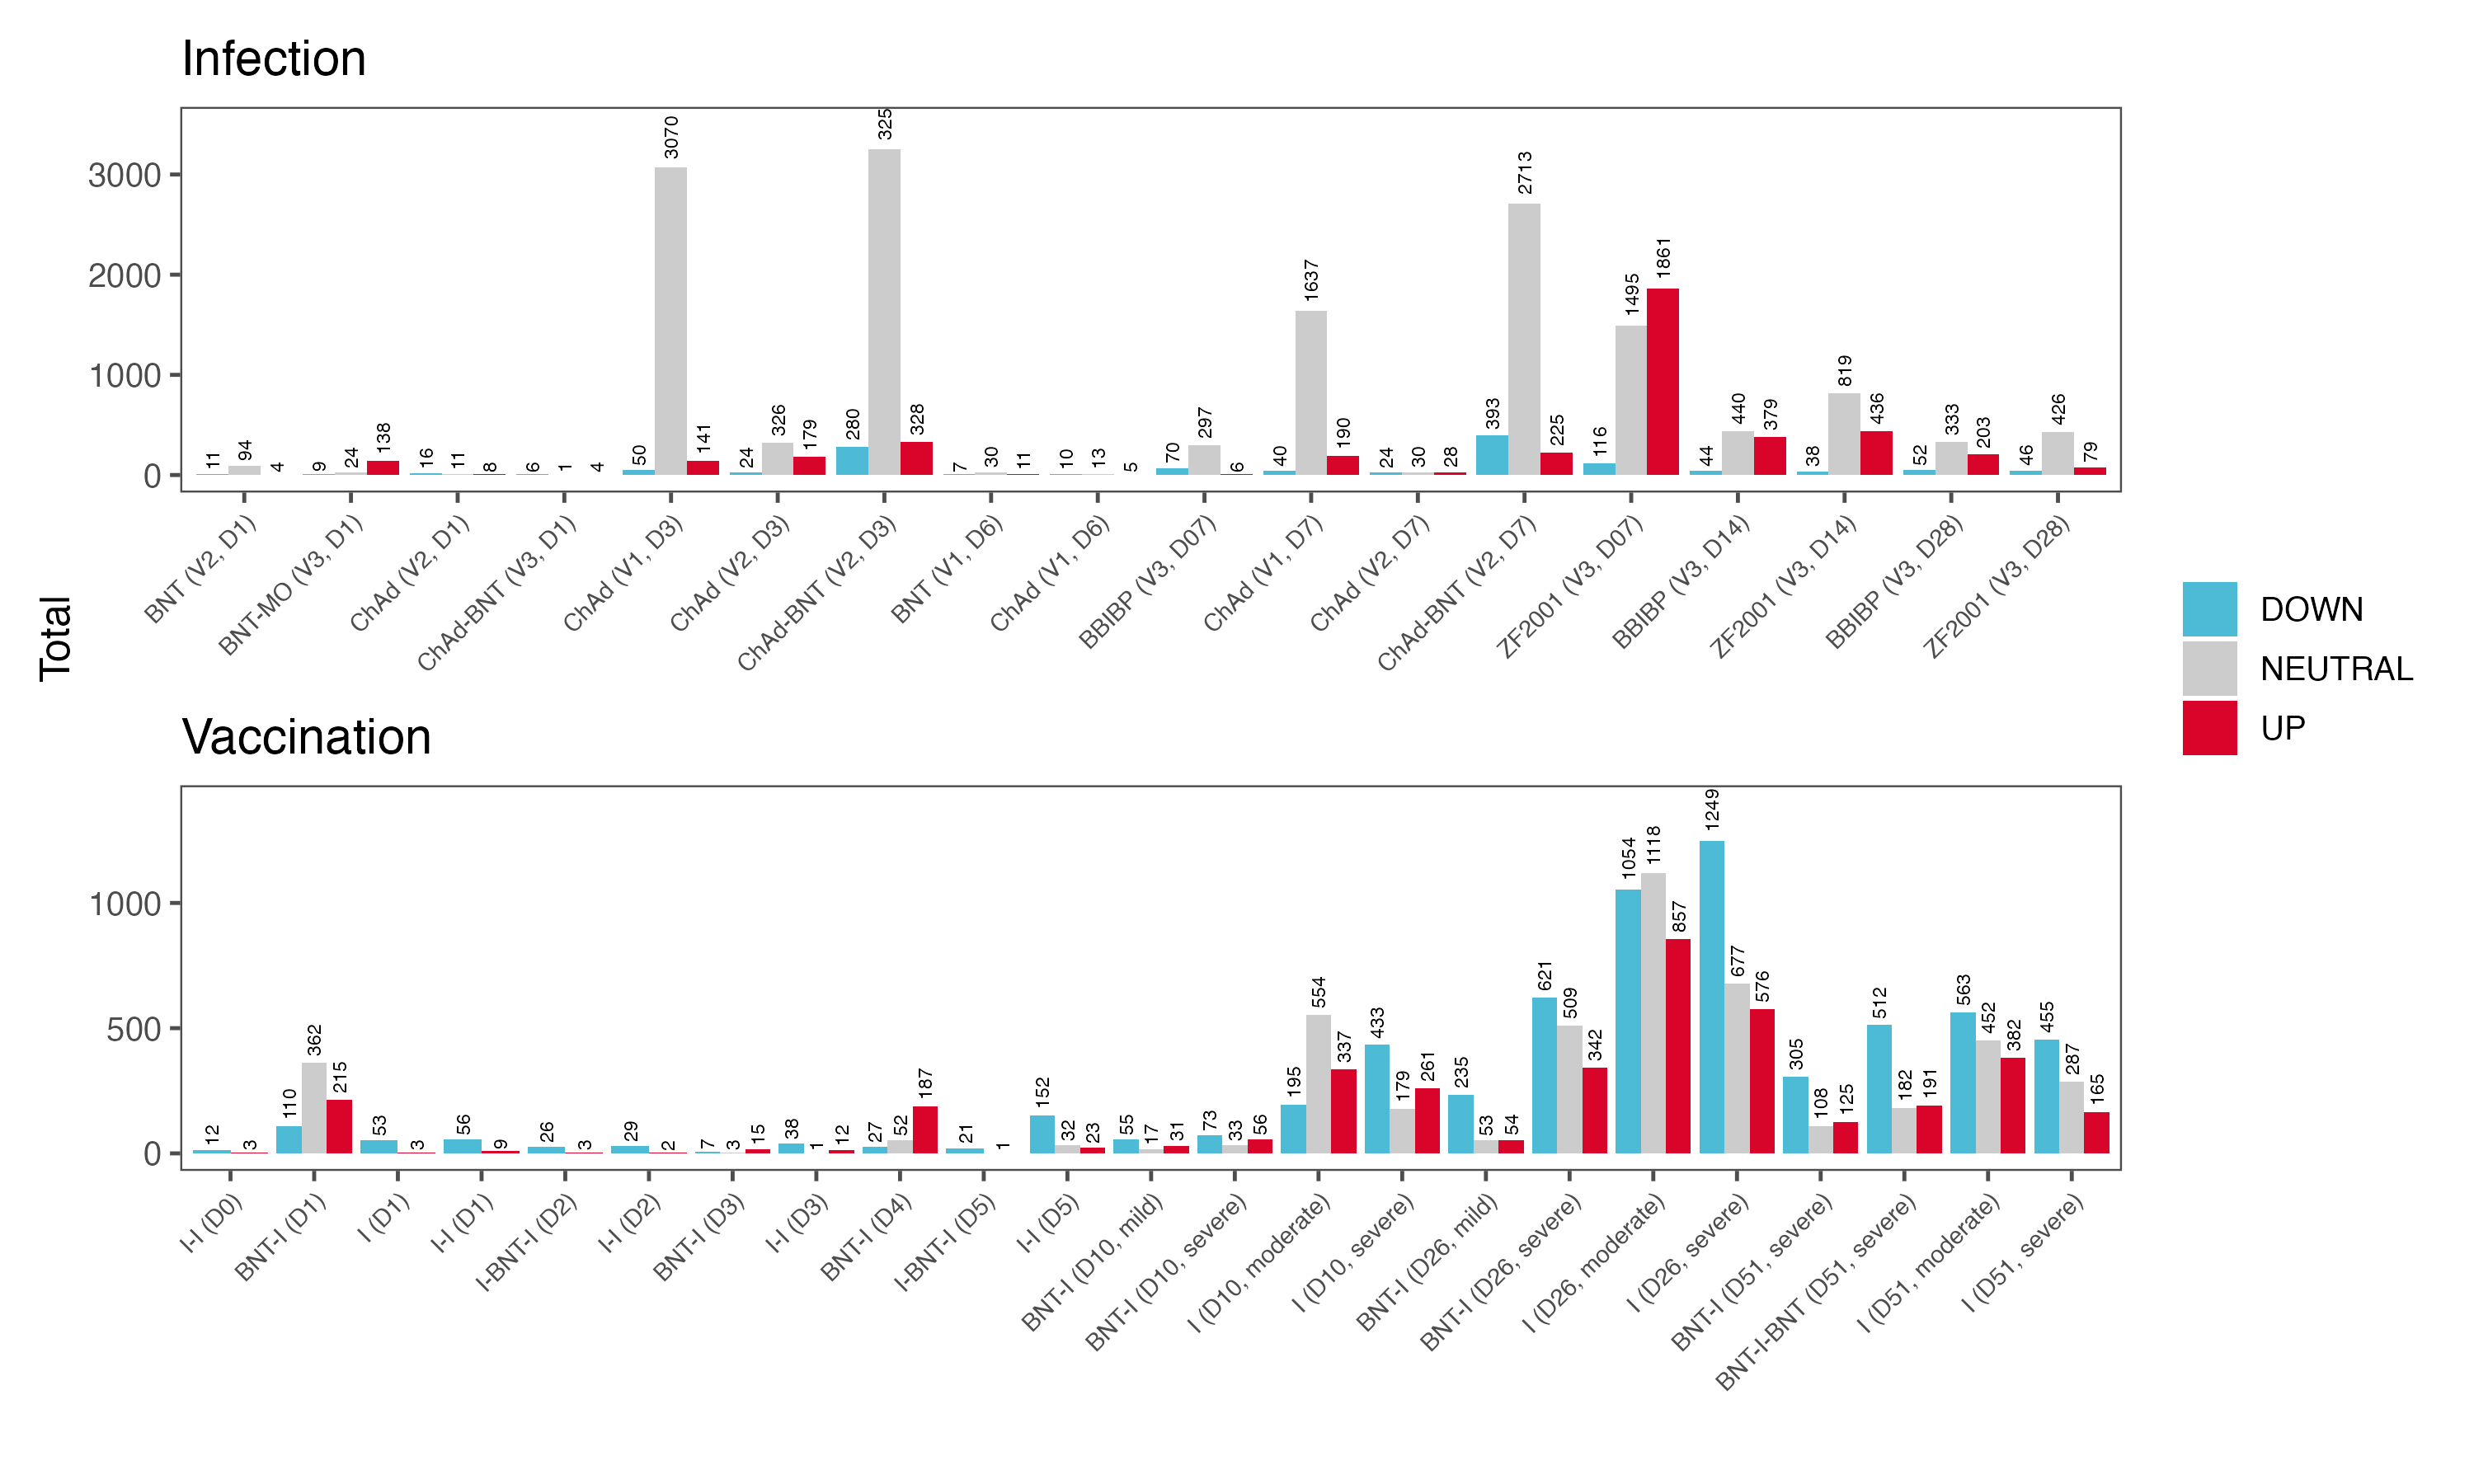 Infection
Total
3000
2000
1000
0
11 94 4
9 24 138
16 11 8
6 1 4
50 3070 141
24 326 179
280 325 328
7 30 11
10 13 5
70 297 6
40 1637 190
24 30 28
393 2713 225
116 1495 1861
44 440 379
38 819 436
52 333 203
46 426 79
BNT (V2, D1)
BNT-MO (V3, D1)
ChAd (V2, D1)
ChAd-BNT (V3, D1)
ChAd (V1, D3)
ChAd (V2, D3)
ChAd-BNT (V2, D3)
BNT (V1, D6)
ChAd (V1, D6)
BBIBP (V3, D07)
ChAd (V1, D7)
ChAd (V2, D7)
ChAd-BNT (V2, D7)
ZF2001 (V3, D07)
BBIBP (V3, D14)
ZF2001 (V3, D14)
BBIBP (V3, D28)
ZF2001 (V3, D28)
DOWN
NEUTRAL
UP
Vaccination
1000
500
0
12 3
110 362 215
53 3
56 9
26 3
29 2
7 3 15
38 1 12
27 52 187
21 1
152 32 23
55 17 31
73 33 56
195 554 337
433 179 261
235 53 54
621 509 342
1054 1118 857
1249 677 576
305 108 125
512 182 191
563 452 382
455 287 165
I-I (D0)
BNT-I (D1)
I (D1)
I-I (D1)
I-BNT-I (D2)
I-I (D2)
BNT-I (D3)
I-I (D3)
BNT-I (D4)
I-BNT-I (D5)
I-I (D5)
BNT-I (D10, mild)
BNT-I (D10, severe)
I (D10, moderate)
I (D10, severe)
BNT-I (D26, mild)
BNT-I (D26, severe)
I (D26, moderate)
I (D26, severe)
BNT-I (D51, severe)
BNT-I-BNT (D51, severe)
I (D51, moderate)
I (D51, severe)